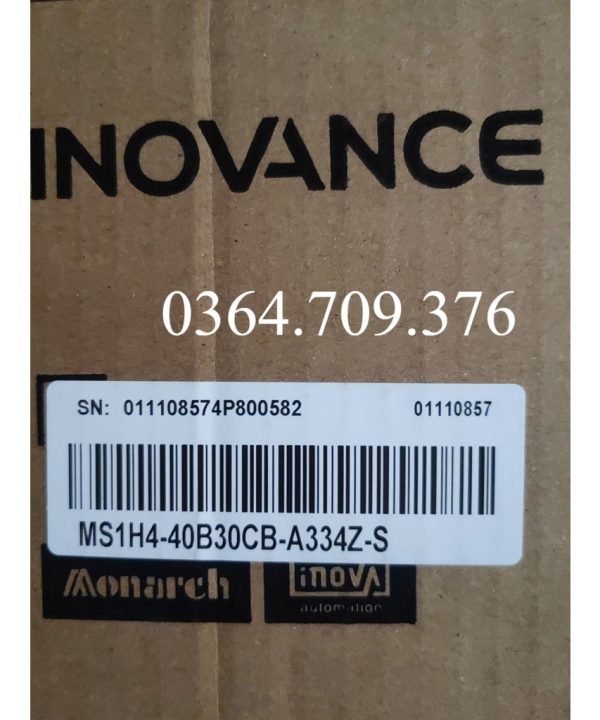 INOVANCE
0364.709.376
SN: 011108574P800582 01110857
MS1H4-40B30CB-A334Z-S
Monarch inovA
automation